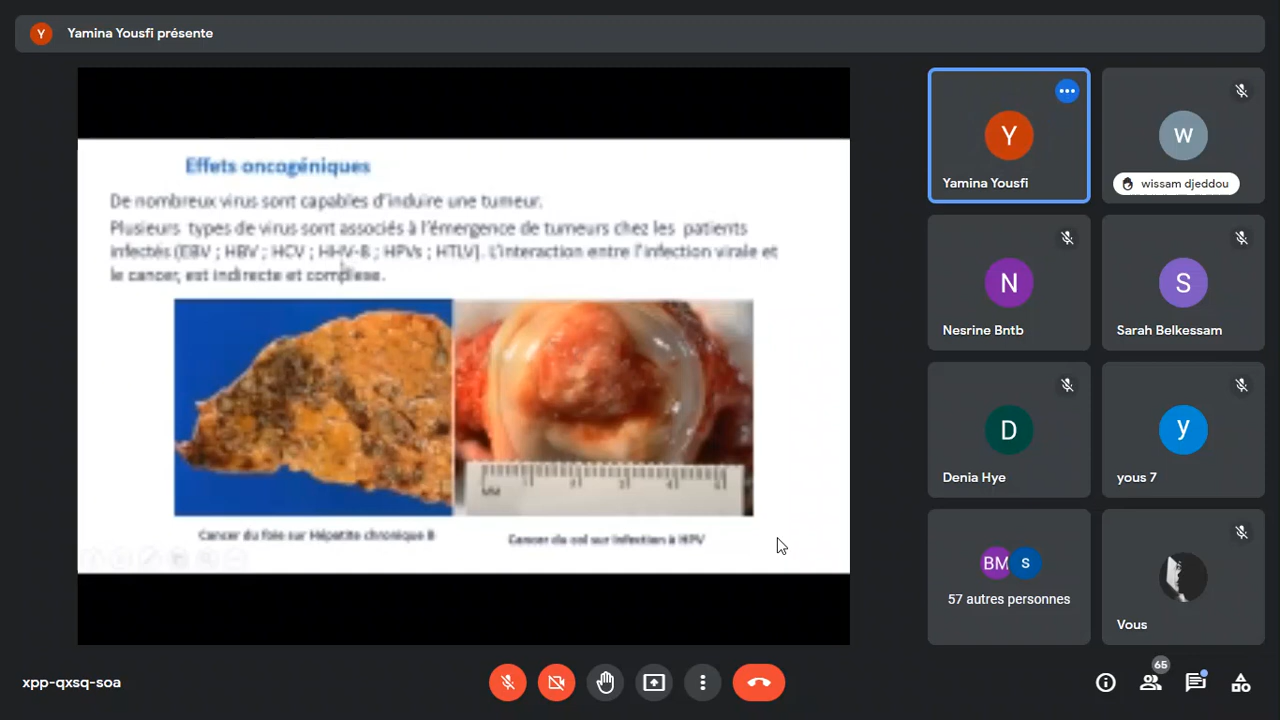 Y
Yamina Yousfi présente
Effets oncogéniques
De nombreux virus sont capables d'induire une tumeur.
Plusieurs types de virus sont associés à l'émergence de tumeurs chez les patients
infectés (EBV ; HBV ; HCV ; HHV-8 ; HPVs ; HTLV). L'interaction entre l'infection virale et
le cancer, est indirecte et complexe.
MM
Cancer du foie sur Hépatite chronique B
Cancer du col sur Infection à HPV
Y
Yamina Yousfi
w
wissam djeddou
N
Nesrine Bntb
S
Sarah Belkessam
D
Denia Hye
y
yous 7
BM
s
57 autres personnes
Vous
xpp-qxsq-soa
65